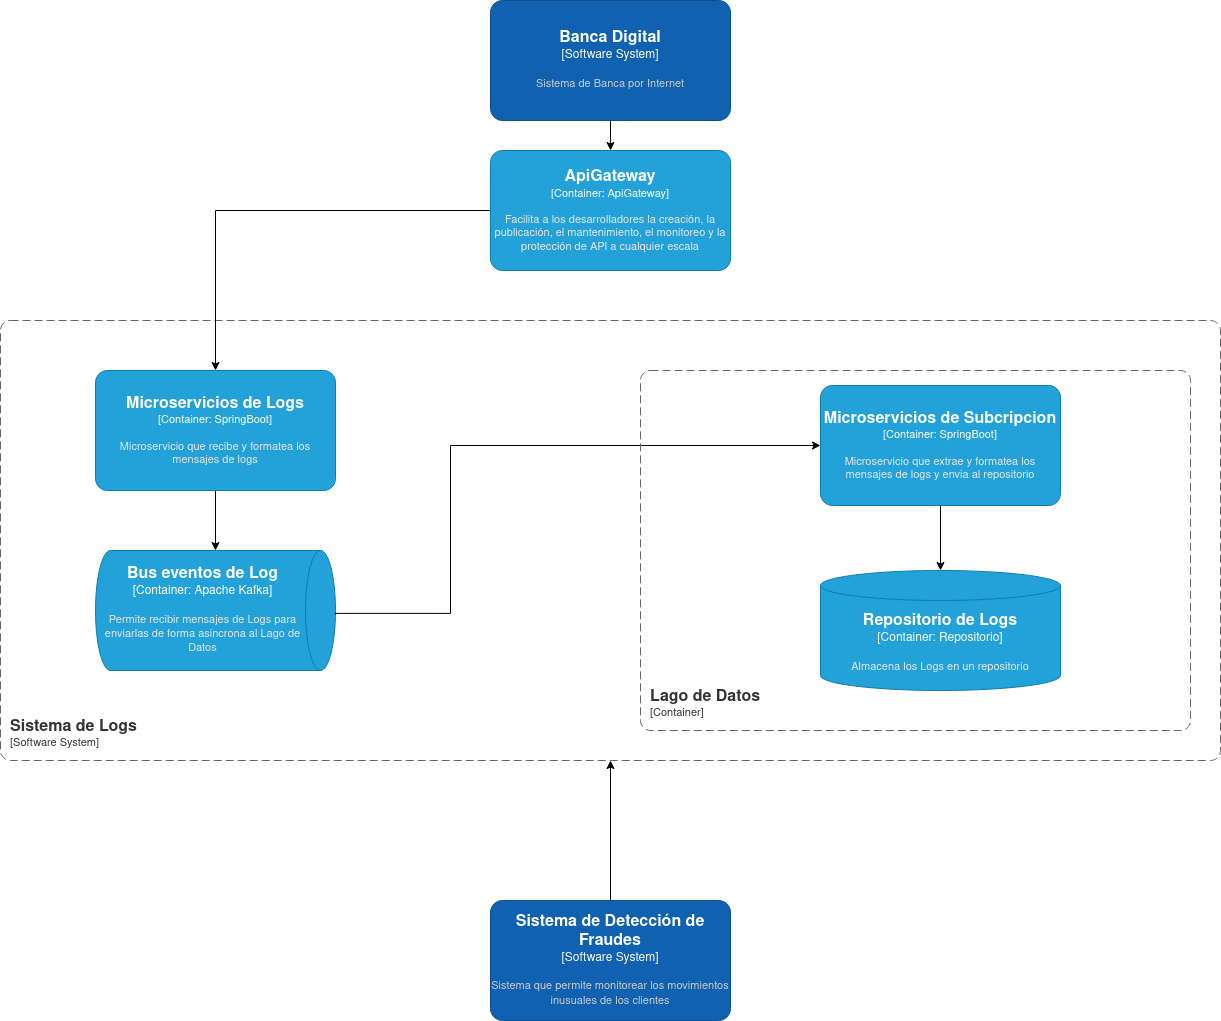 Banca Digital
[Software System]
Sistema de Banca por Internet
ApiGateway
[Container: ApiGateway]
Facilita a los desarrolladores la creación, la
publicación, el mantenimiento, el monitoreo y la
protección de API a cualquier escala
Microservicios de Logs
[Container: SpringBoot]
Microservicio que recibe y formatea los
mensajes de logs
Bus eventos de Log
[Container: Apache Kafka]
Permite recibir mensajes de Logs para
enviarlas de forma asincrona al Lago de
Datos
Microservicios de Subcripcion
[Container: SpringBoot]
Microservicio que extrae y formatea los
mensajes de logs y envia al repositorio
Repositorio de Logs
[Container: Repositorio]
Almacena los Logs en un repositorio
Lago de Datos
[Container]
Sistema de Logs
[Software System]
Sistema de Detección de
Fraudes
[Software System]
Sistema que permite monitorear los movimientos
inusuales de los clientes